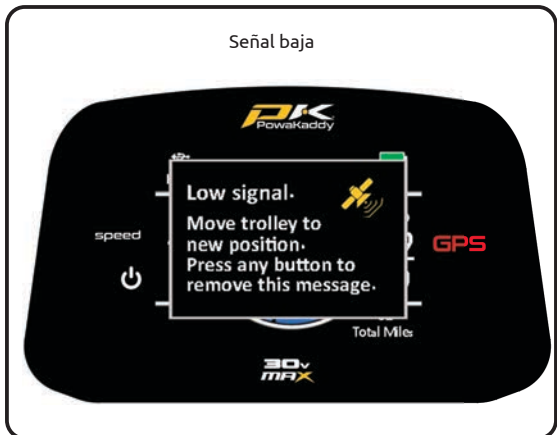 Señal baja
PK
PowaKaddy
Low signal.
Move trolley to
new position.
Press any button to
remove this message.
speed
GPS
Total Miles
30v
MAX